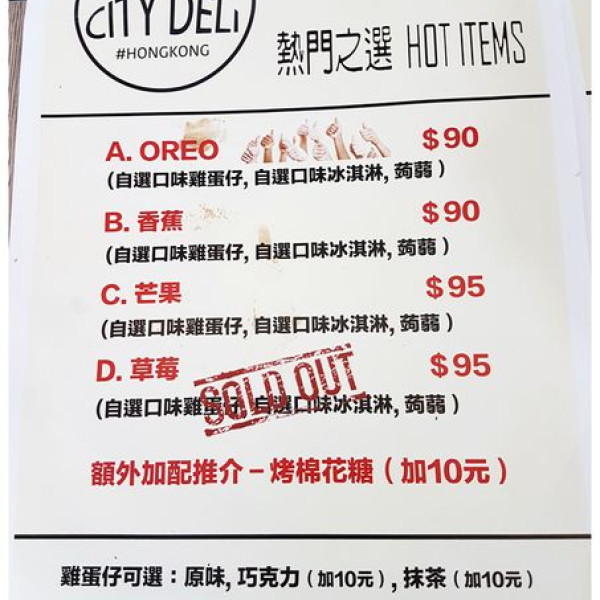 CITY DELI
#HONGKONG
熱門之選 HOT ITEMS
A. OREO $90
(自選口味雞蛋仔, 自選口味冰淇淋, 蒟蒻)
B. 香蕉 $90
(自選口味雞蛋仔, 自選口味冰淇淋, 蒟蒻)
C. 芒果 $95
(自選口味雞蛋仔, 自選口味冰淇淋, 蒟蒻)
D. 草莓 $95
SOLD OUT
(自選口味雞蛋仔, 自選口味冰淇淋, 蒟蒻)
額外加配推介－烤棉花糖（加10元）
雞蛋仔可選：原味, 巧克力（加10元）, 抹茶（加10元）